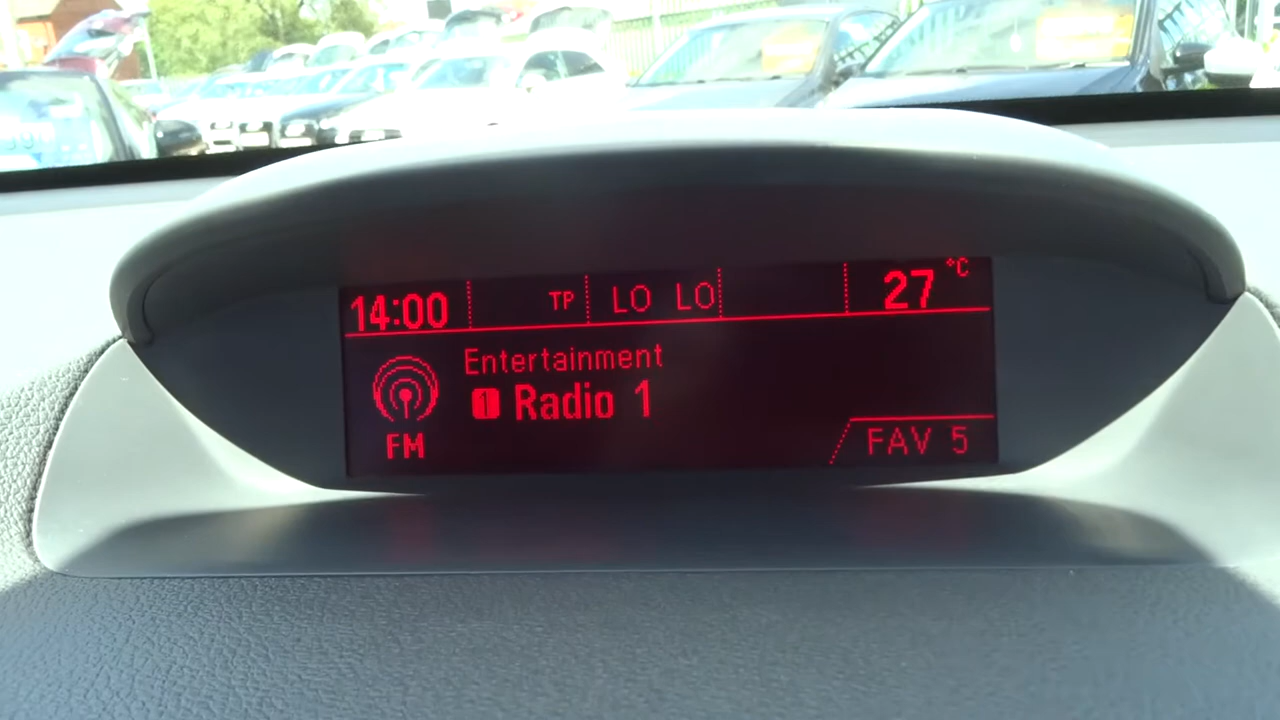 14:00 TP LO LO 27 °C
Entertainment
1 Radio 1
FM
FAV 5